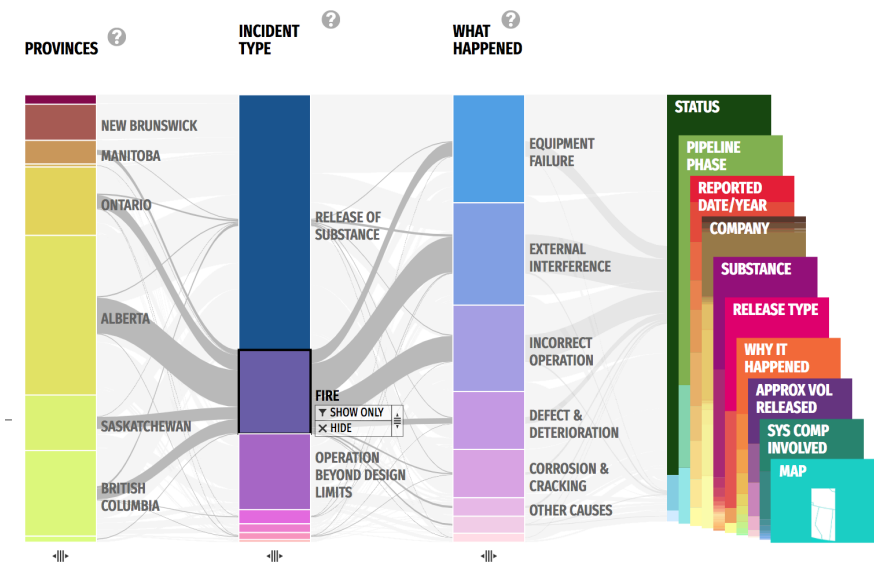 PROVINCES
?
INCIDENT
TYPE
?
WHAT
HAPPENED
?
NEW BRUNSWICK
MANITOBA
ONTARIO
ALBERTA
SASKATCHEWAN
BRITISH
COLUMBIA
RELEASE OF
SUBSTANCE
FIRE
SHOW ONLY
HIDE
OPERATION
BEYOND DESIGN
LIMITS
EQUIPMENT
FAILURE
EXTERNAL
INTERFERENCE
INCORRECT
OPERATION
DEFECT &
DETERIORATION
CORROSION &
CRACKING
OTHER CAUSES
STATUS
PIPELINE
PHASE
REPORTED
DATE/YEAR
COMPANY
SUBSTANCE
RELEASE TYPE
WHY IT
HAPPENED
APPROX VOL
RELEASED
SYS COMP
INVOLVED
MAP